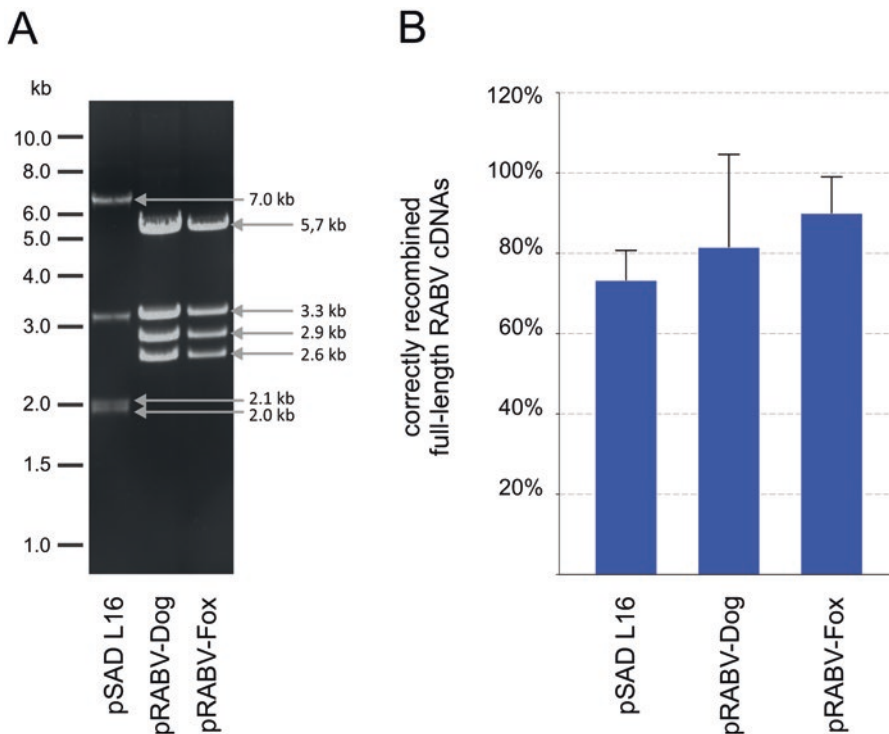 A
kb
10.0
8.0
6.0
5.0
4.0
3.0
2.0
1.5
1.0
7.0 kb
5,7 kb
3.3 kb
2.9 kb
2.6 kb
2.1 kb
2.0 kb
pSAD L16
pRABV-Dog
pRABV-Fox
B
correctly recombined
full-length RABV cDNAs
120%
100%
80%
60%
40%
20%
pSAD L16
pRABV-Dog
pRABV-Fox